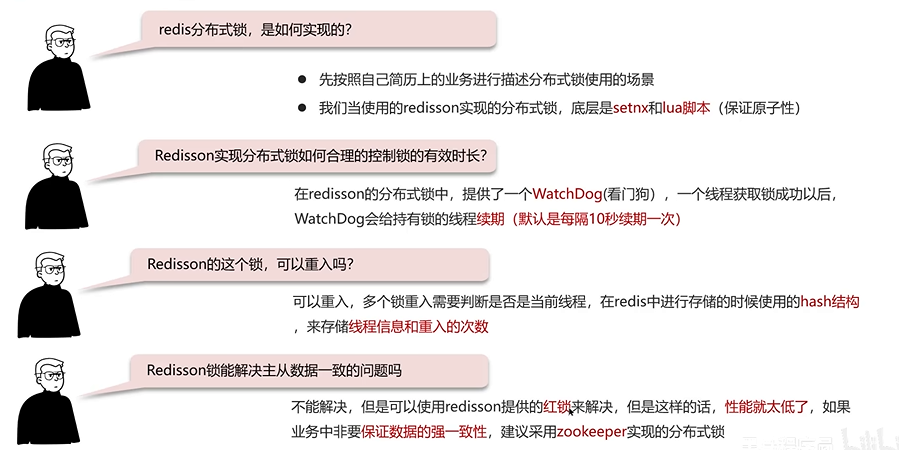 redis分布式锁，是如何实现的？
● 先按照自己简历上的业务进行描述分布式锁使用的场景
● 我们当使用的redisson实现的分布式锁，底层是setnx和lua脚本（保证原子性）
Redisson实现分布式锁如何合理的控制锁的有效时长？
在redisson的分布式锁中，提供了一个WatchDog(看门狗），一个线程获取锁成功以后，
WatchDog会给持有锁的线程续期（默认是每隔10秒续期一次）
Redisson的这个锁，可以重入吗？
可以重入，多个锁重入需要判断是否是当前线程，在redis中进行存储的时候使用的hash结构
，来存储线程信息和重入的次数
Redisson锁能解决主从数据一致的问题吗
不能解决，但是可以使用redisson提供的红锁来解决，但是这样的话，性能就太低了，如果
业务中非要保证数据的强一致性，建议采用zookeeper实现的分布式锁